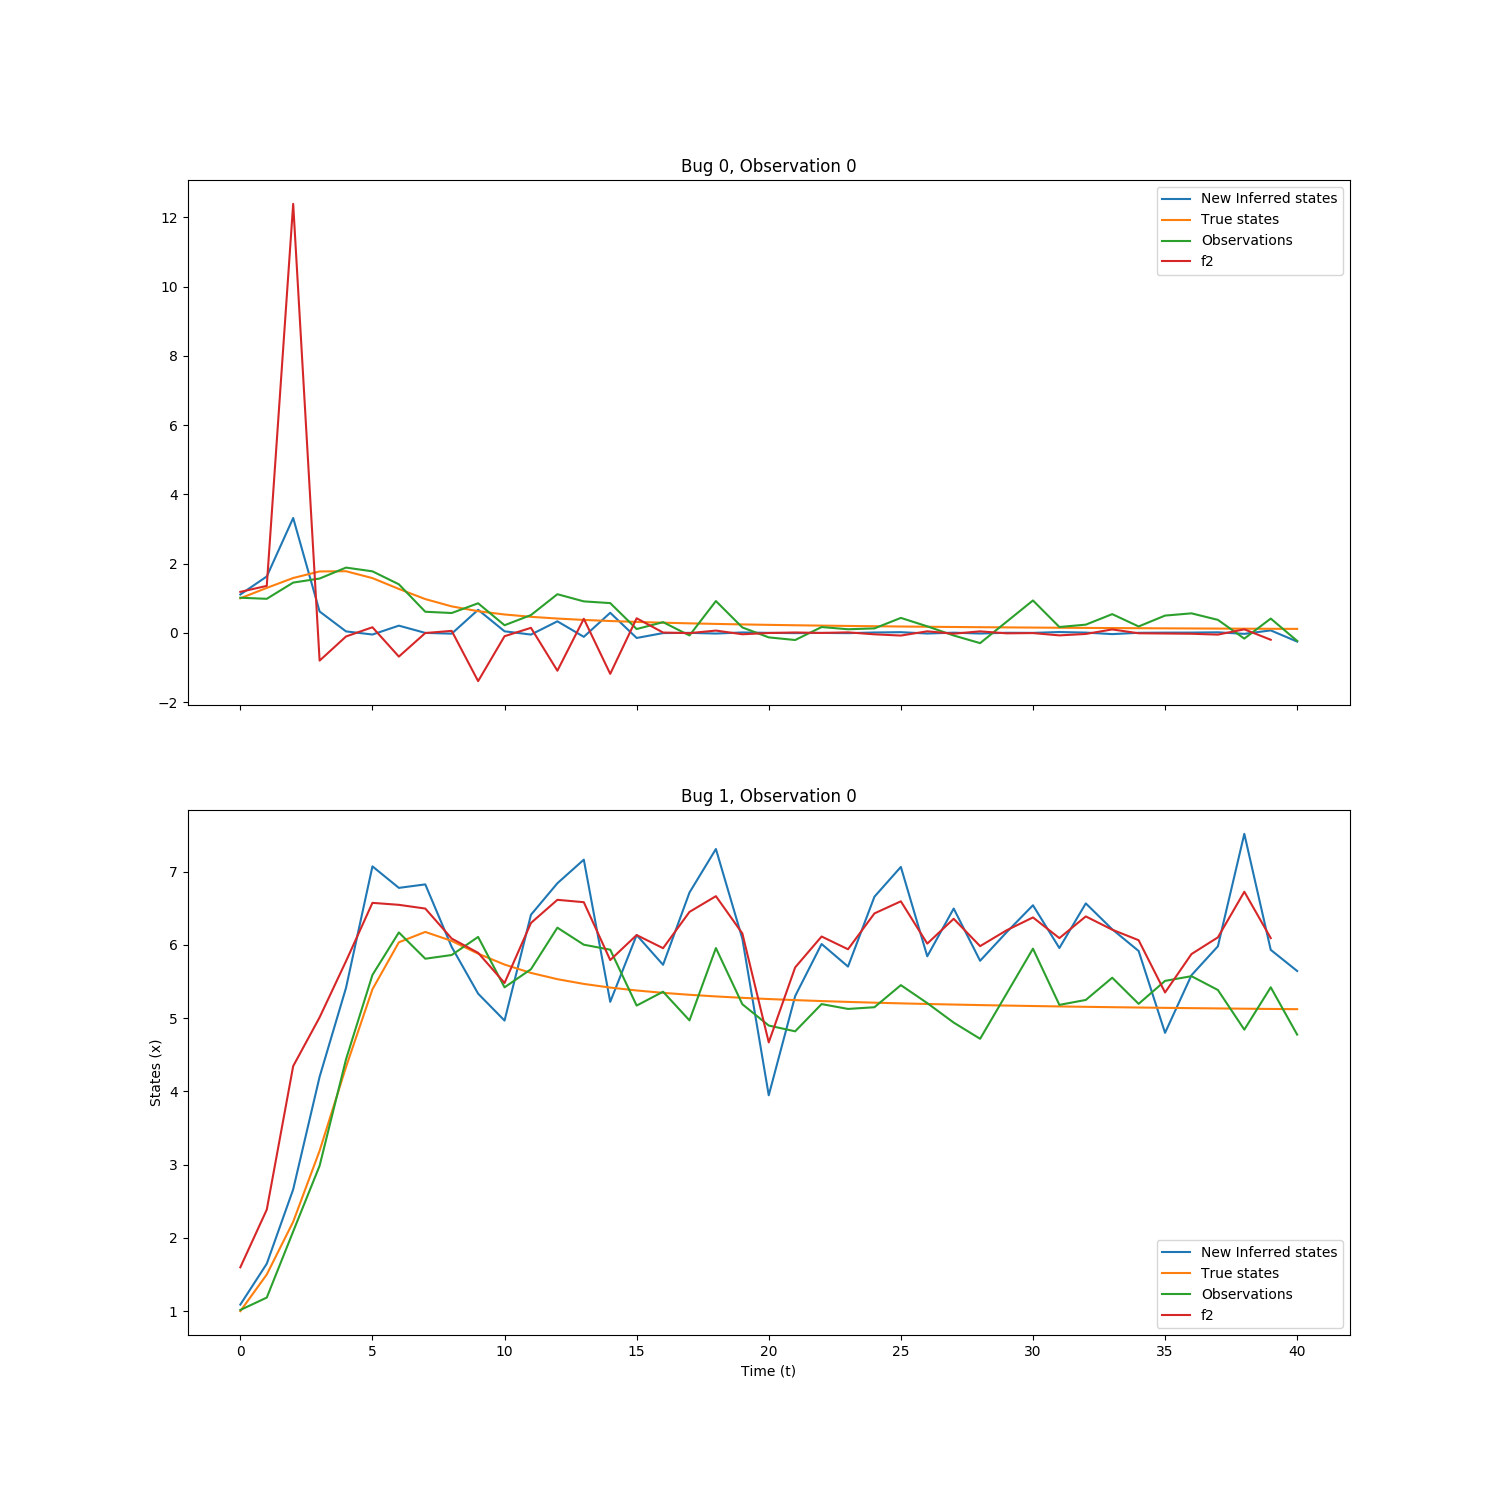 Bug 0, Observation 0
12
10
8
6
4
2
0
−2
New Inferred states
True states
Observations
f2
Bug 1, Observation 0
States (x)
7
6
5
4
3
2
1
New Inferred states
True states
Observations
f2
0 5 10 15 20 25 30 35 40
Time (t)